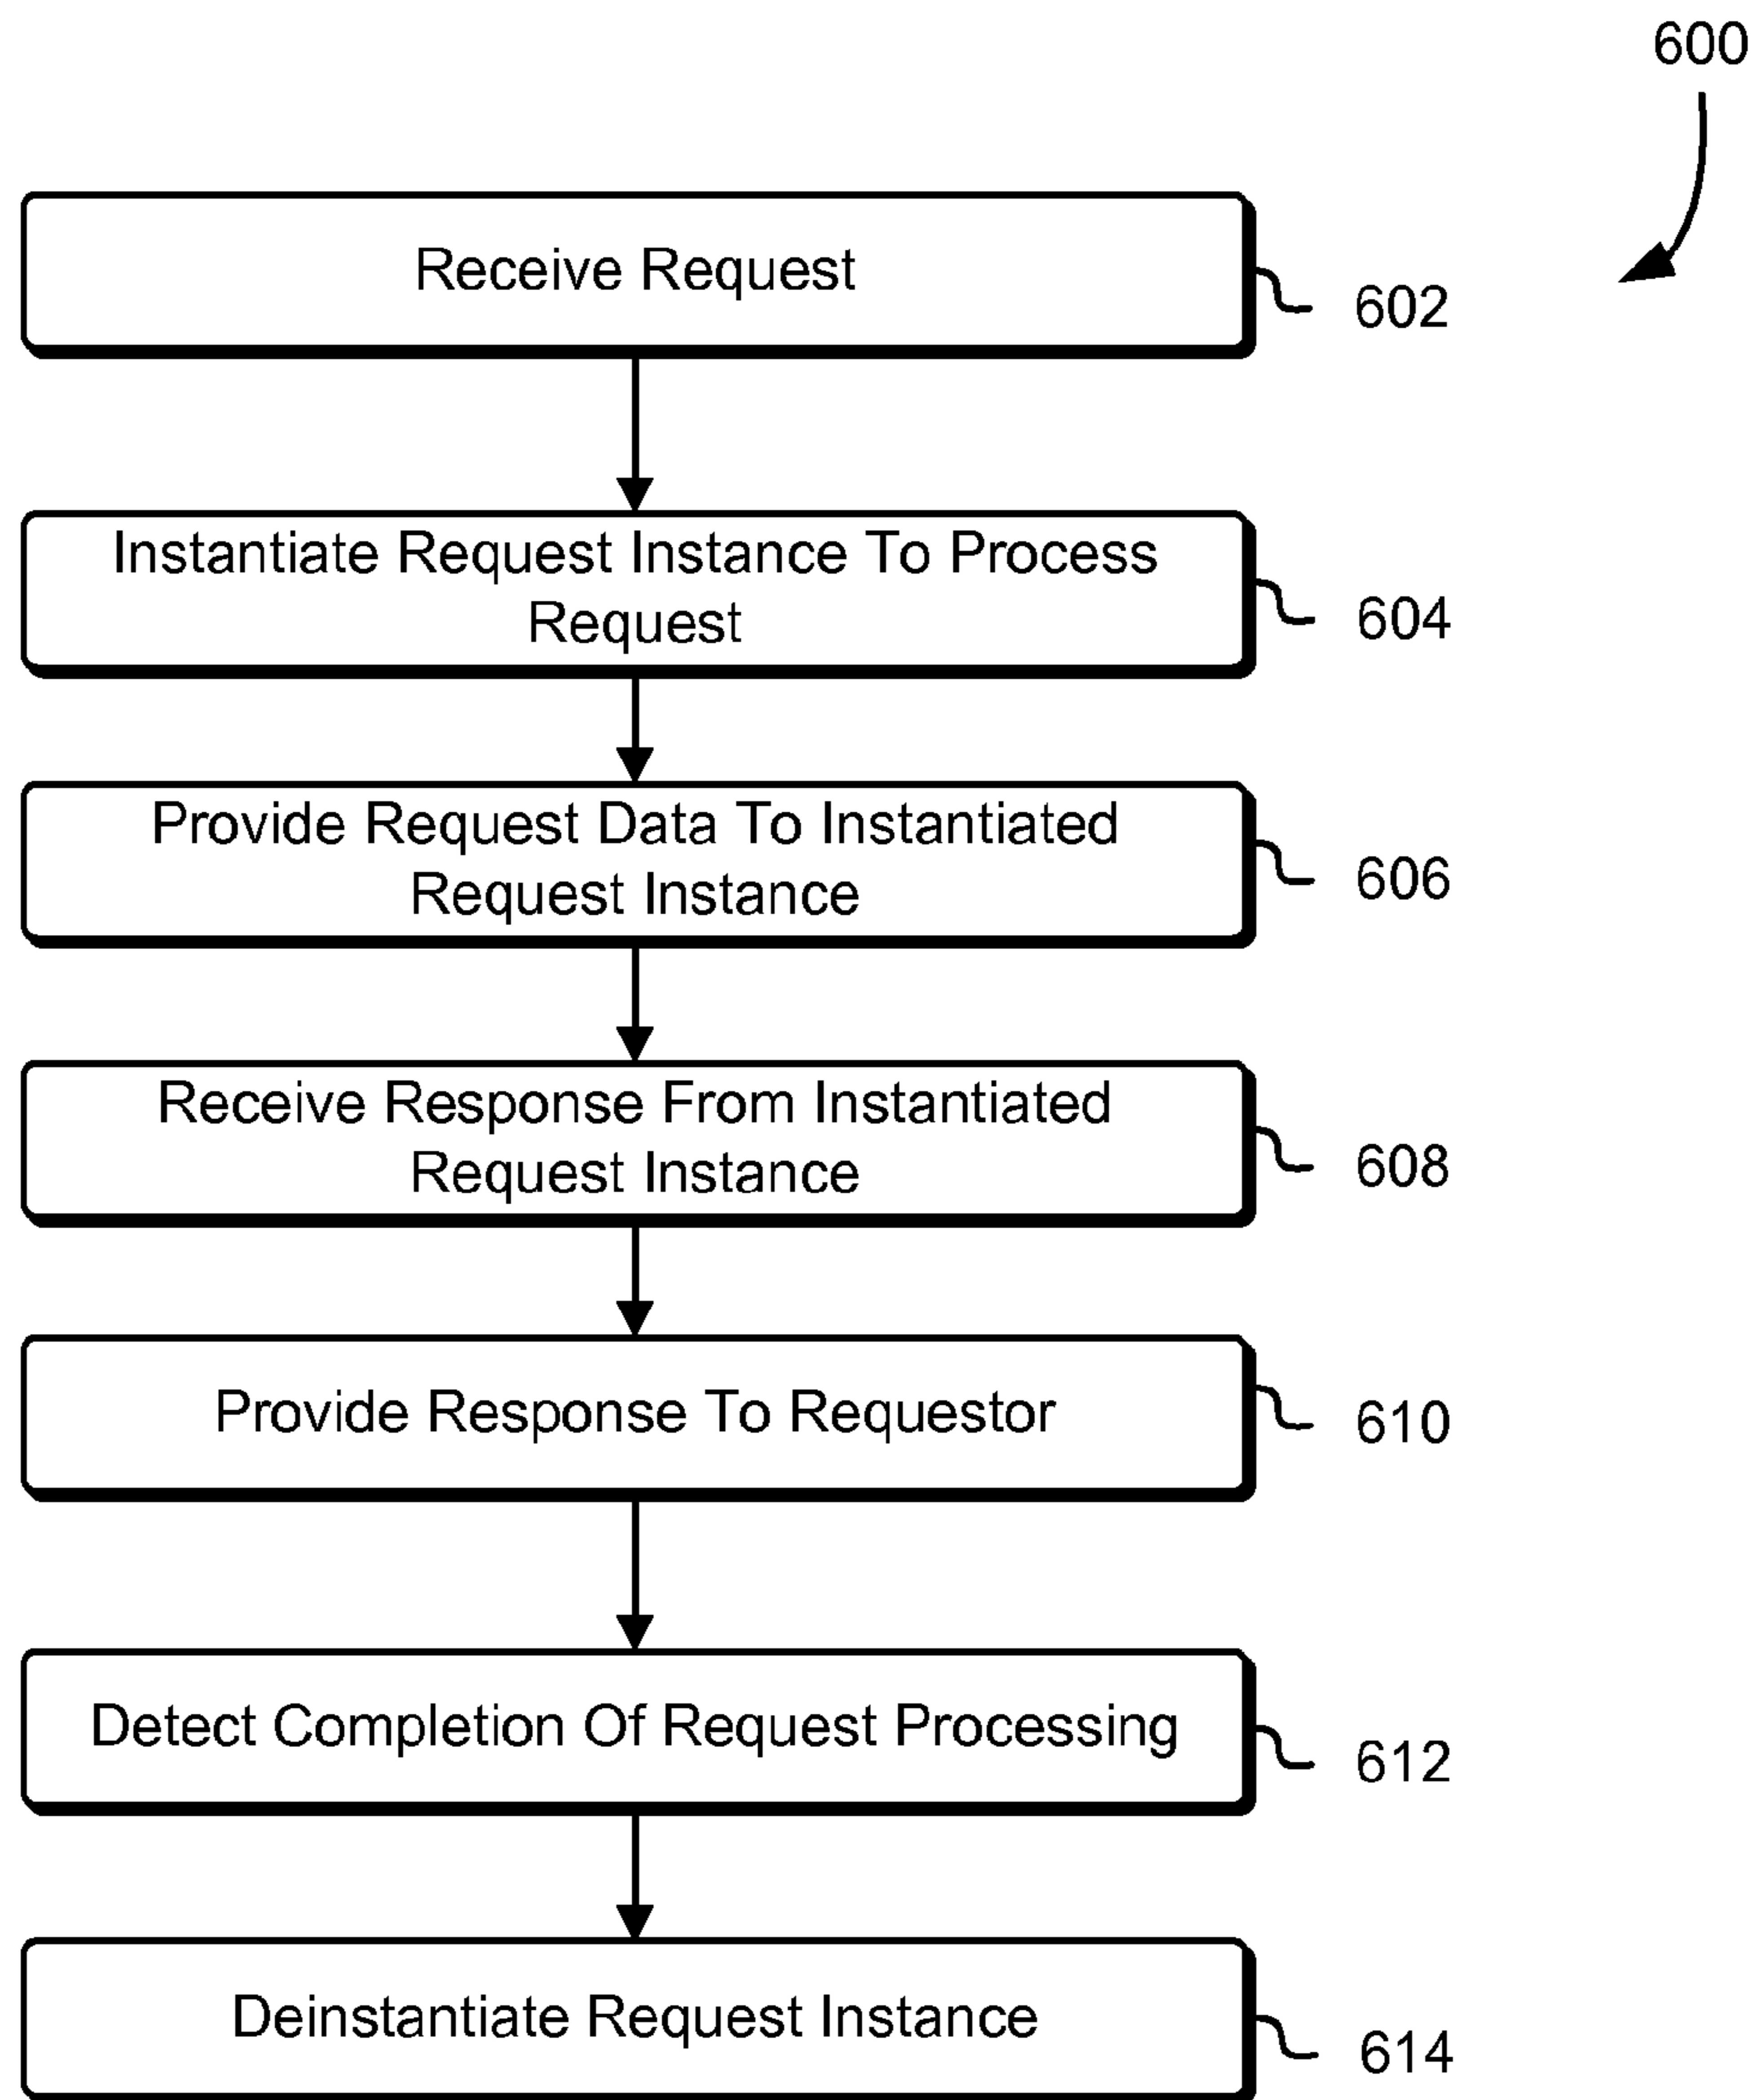 600
Receive Request
602
Instantiate Request Instance To Process
Request
604
Provide Request Data To Instantiated
Request Instance
606
Receive Response From Instantiated
Request Instance
608
Provide Response To Requestor
610
Detect Completion Of Request Processing
612
Deinstantiate Request Instance
614